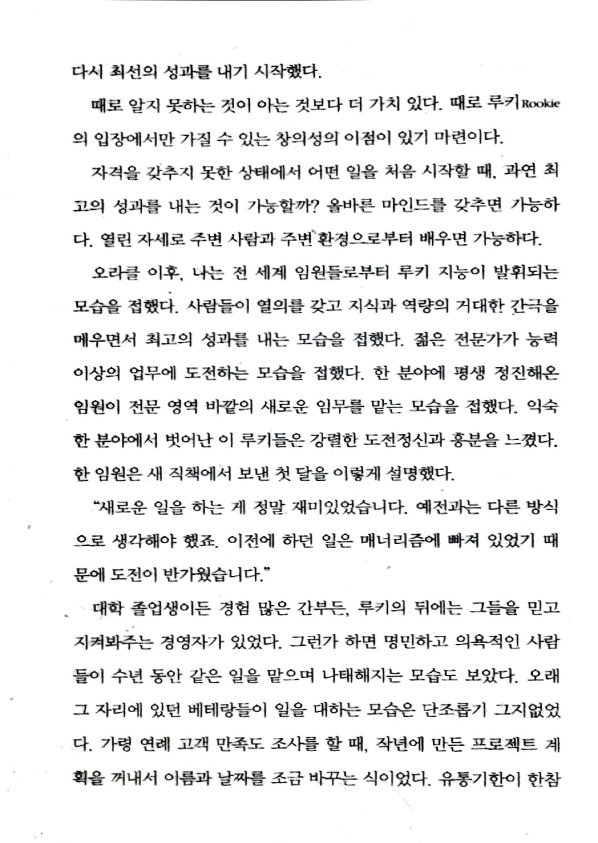 다시 최선의 성과를 내기 시작했다.
때로 알지 못하는 것이 아는 것보다 더 가치 있다. 때로 루키Rookie
의 입장에서만 가질 수 있는 창의성의 이점이 있기 마련이다.
자격을 갖추지 못한 상태에서 어떤 일을 처음 시작할 때, 과연 최
고의 성과를 내는 것이 가능할까? 올바른 마인드를 갖추면 가능하
다. 열린 자세로 주변 사람과 주변 환경으로부터 배우면 가능하다.
오라클 이후, 나는 전 세계 임원들로부터 루키 지능이 발휘되는
모습을 접했다. 사람들이 열의를 갖고 지식과 역량의 거대한 간극을
메우면서 최고의 성과를 내는 모습을 접했다. 젊은 전문가가 능력
이상의 업무에 도전하는 모습을 접했다. 한 분야에 평생 정진해온
임원이 전문 영역 바깥의 새로운 임무를 맡는 모습을 접했다. 익숙
한 분야에서 벗어난 이 루키들은 강렬한 도전정신과 흥분을 느꼈다.
한 임원은 새 직책에서 보낸 첫 달을 이렇게 설명했다.
“새로운 일을 하는 게 정말 재미있었습니다. 예전과는 다른 방식
으로 생각해야 했죠. 이전에 하던 일은 매너리즘에 빠져 있었기 때
문에 도전이 반가웠습니다.”
대학 졸업생이든 경험 많은 간부든, 루키의 뒤에는 그들을 믿고
지켜봐주는 경영자가 있었다. 그런가 하면 명민하고 의욕적인 사람
들이 수년 동안 같은 일을 맡으며 나태해지는 모습도 보았다. 오래
그 자리에 있던 베테랑들이 일을 대하는 모습은 단조롭기 그지없었
다. 가령 연례 고객 만족도 조사를 할 때, 작년에 만든 프로젝트 계
획을 꺼내서 이름과 날짜를 조금 바꾸는 식이었다. 유통기한이 한참